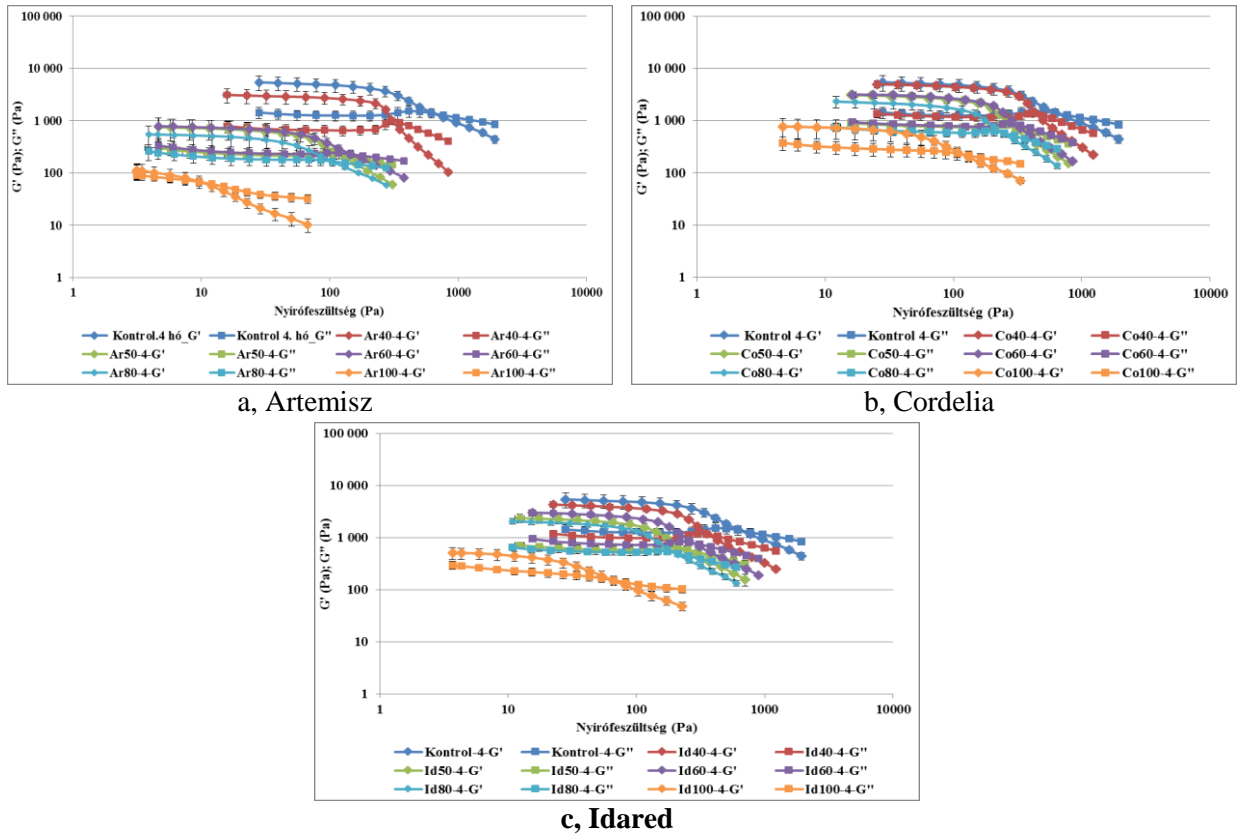 100 000
10 000
1 000
100
10
1
G' (Pa); G'' (Pa)
1 10 100 1000 10000
Nyírófeszültség (Pa)
Kontrol.4 hó_G' Kontrol 4. hó_G'' Ar40-4-G' Ar40-4-G''
Ar50-4-G' Ar50-4-G'' Ar60-4-G' Ar60-4-G''
Ar80-4-G' Ar80-4-G'' Ar100-4-G' Ar100-4-G''
a, Artemisz
100 000
10 000
1 000
100
10
1
G' (Pa); G'' (Pa)
1 10 100 1000 10000
Nyírófeszültség (Pa)
Kontrol 4-G' Kontrol 4-G'' Co40-4-G' Co40-4-G''
Co50-4-G' Co50-4-G'' Co60-4-G' Co60-4-G''
Co80-4-G' Co80-4-G'' Co100-4-G' Co100-4-G''
b, Cordelia
100 000
10 000
1 000
100
10
1
G' (Pa); G'' (Pa)
1 10 100 1000 10000
Nyírófeszültség (Pa)
Kontrol-4-G' Kontrol-4-G'' Id40-4-G' Id40-4-G''
Id50-4-G' Id50-4-G'' Id60-4-G' Id60-4-G''
Id80-4-G' Id80-4-G'' Id100-4-G' Id100-4-G''
c, Idared